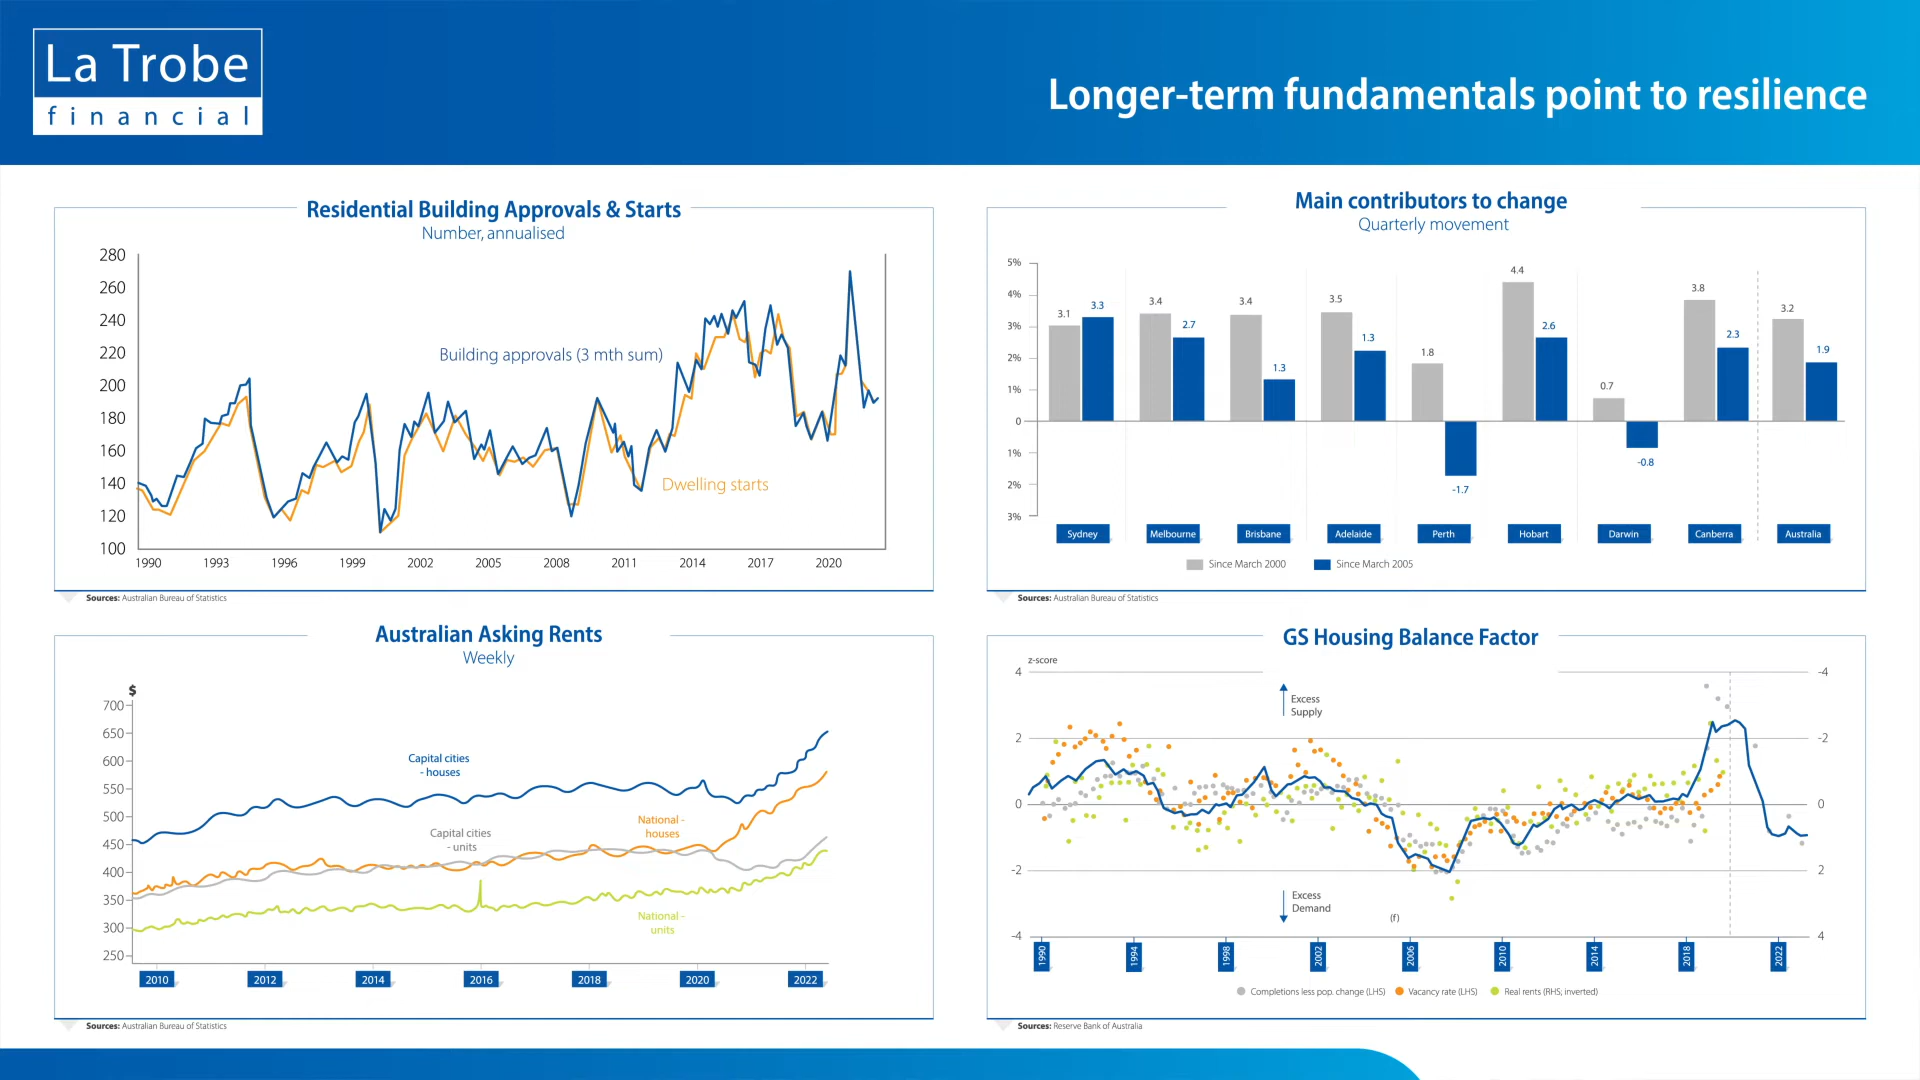 La Trobe
financial
Longer-term fundamentals point to resilience
Residential Building Approvals & Starts
Number, annualised
280
260
240
220
200
180
160
140
120
100
Building approvals (3 mth sum)
Dwelling starts
1990 1993 1996 1999 2002 2005 2008 2011 2014 2017 2020
Sources: Australian Bureau of Statistics
Main contributors to change
Quarterly movement
5%
4%
3%
2%
1%
0
1%
2%
3%
3.1 3.3 3.4 2.7 3.4 1.3 3.5 1.3 1.8 -1.7 4.4 2.6 0.7 -0.8 3.8 2.3 3.2 1.9
Sydney Melbourne Brisbane Adelaide Perth Hobart Darwin Canberra Australia
Since March 2000 Since March 2005
Sources: Australian Bureau of Statistics
Australian Asking Rents
Weekly
$
700
650
600
550
500
450
400
350
300
250
Capital cities
- houses
Capital cities
- units
National -
houses
National -
units
2010 2012 2014 2016 2018 2020 2022
Sources: Australian Bureau of Statistics
GS Housing Balance Factor
z-score
4 -4
2 -2
0 0
-2 2
-4 4
Excess
Supply
Excess
Demand
(f)
1990 1994 1998 2002 2006 2010 2014 2018 2022
Completions less pop. change (LHS) Vacancy rate (LHS) Real rents (RHS; inverted)
Sources: Reserve Bank of Australia